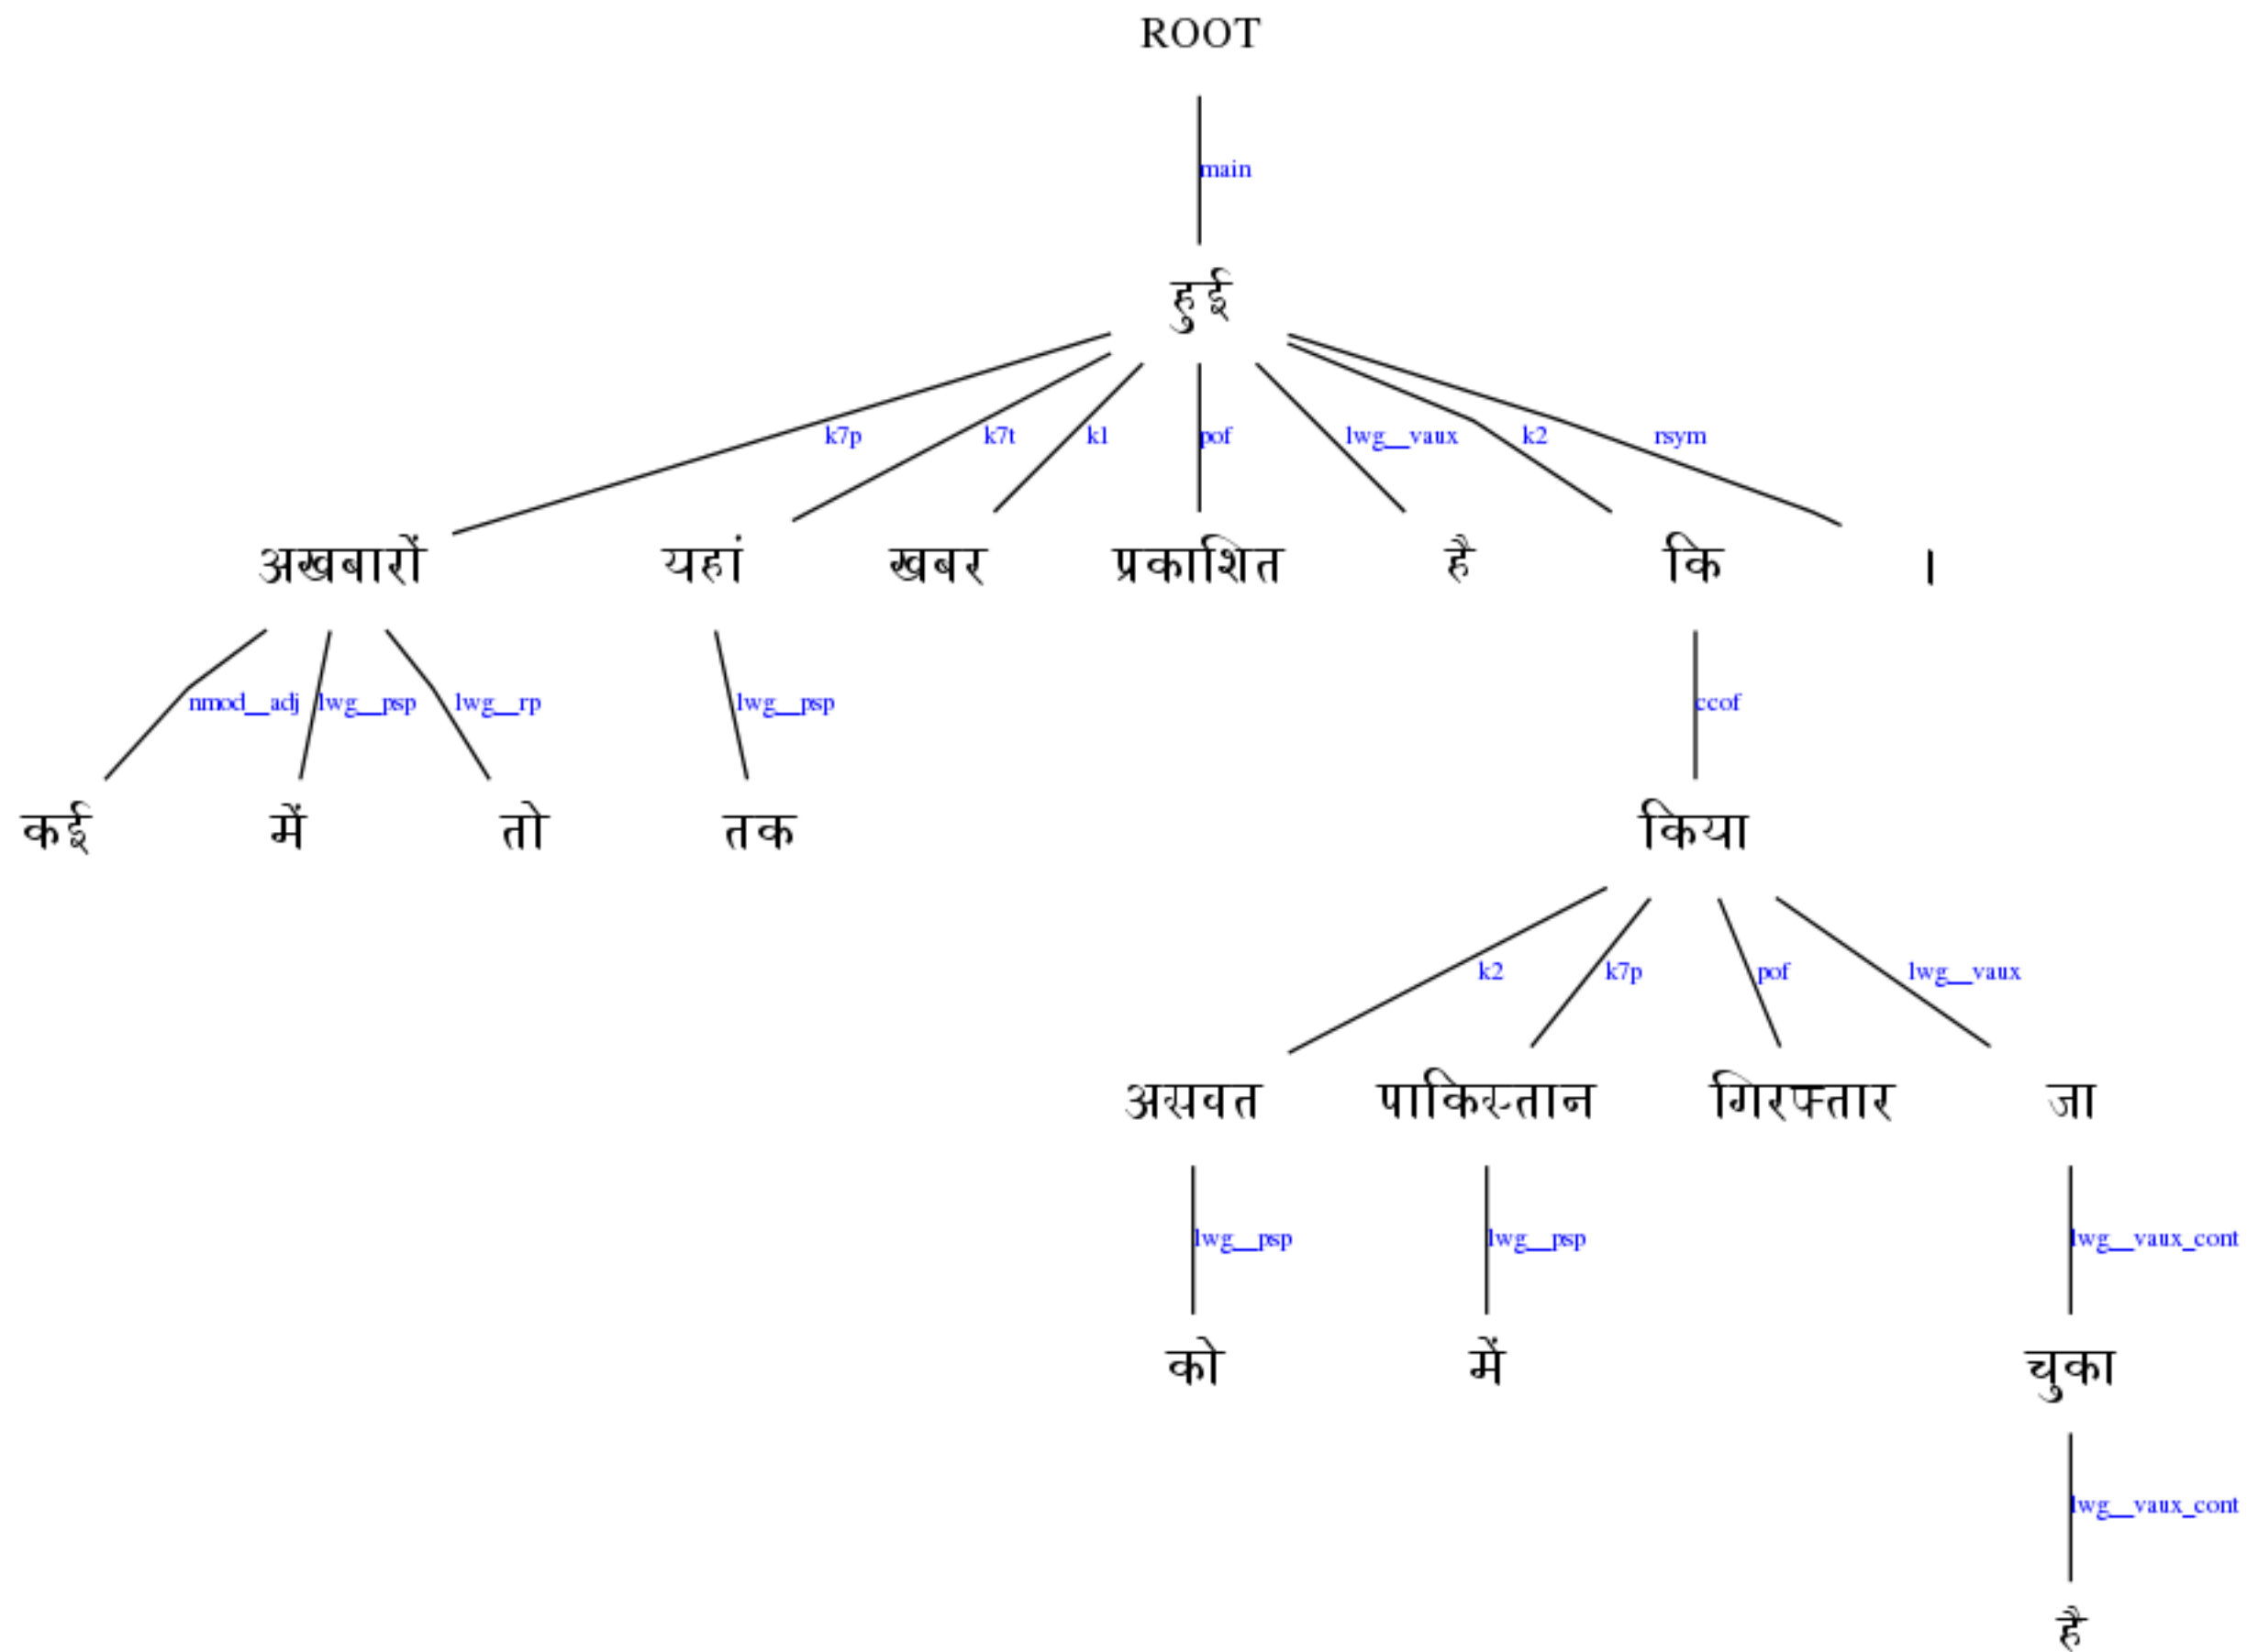 ROOT
main
हुई
k7p k7t k1 pof lwg__vaux k2 rsym
अखबारों यहां खबर प्रकाशित है कि ।
nmod__adj lwg__psp lwg__rp lwg__psp ccof
कई में तो तक किया
k2 k7p pof lwg__vaux
असवत पाकिस्तान गिरफ्तार जा
lwg__psp lwg__psp lwg__vaux_cont
को में चुका
lwg__vaux_cont
है